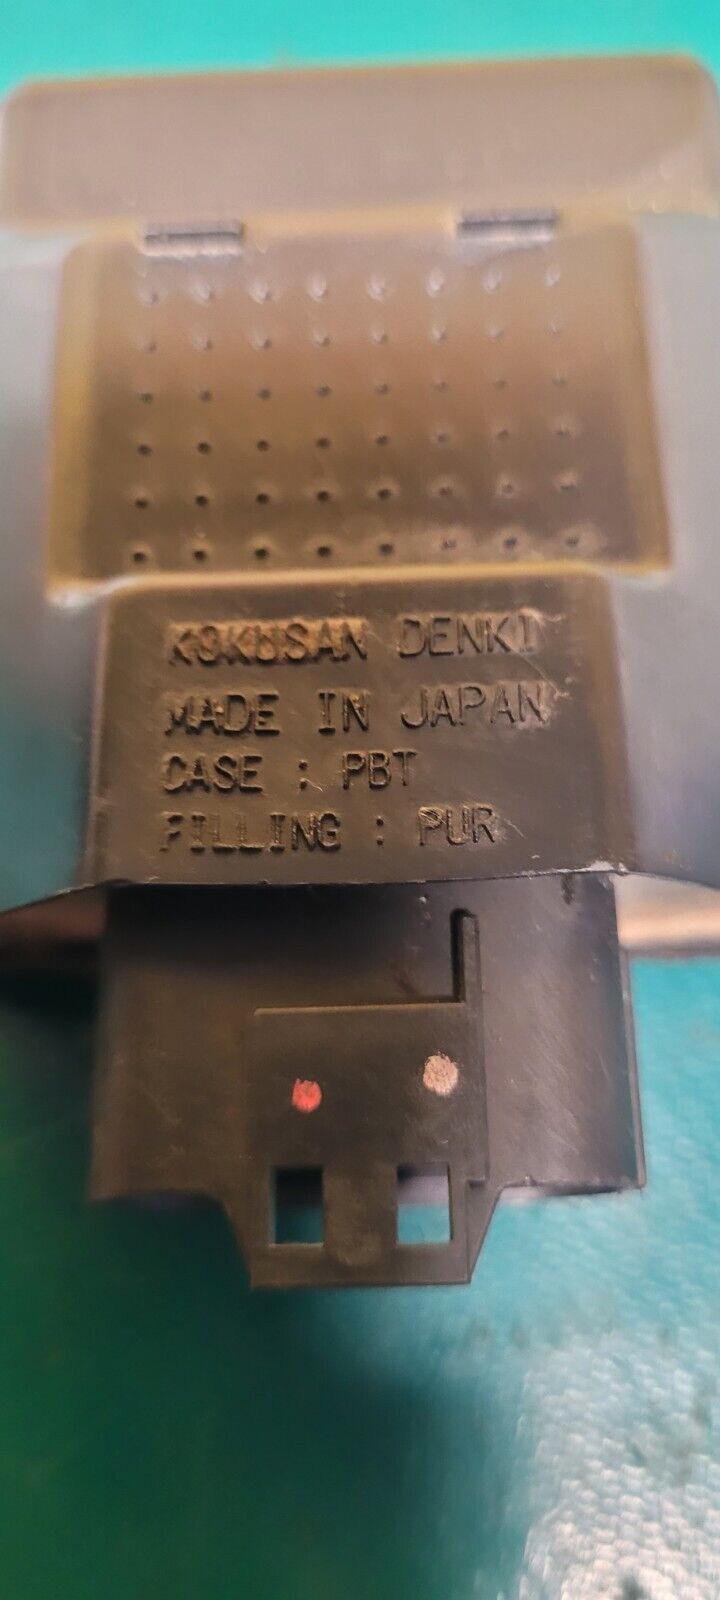 KOKUSAN DENKI
MADE IN JAPAN
CASE : PBT
FILLING : PUR